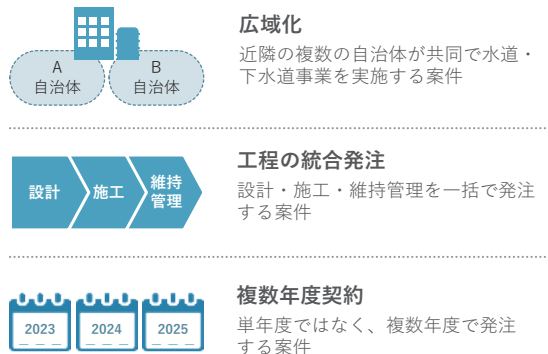 広域化
近隣の複数の自治体が共同で水道・
下水道事業を実施する案件
A
自治体
B
自治体
工程の統合発注
設計・施工・維持管理を一括で発注
する案件
設計
施工
維持
管理
複数年度契約
単年度ではなく、複数年度で発注
する案件
2023
2024
2025